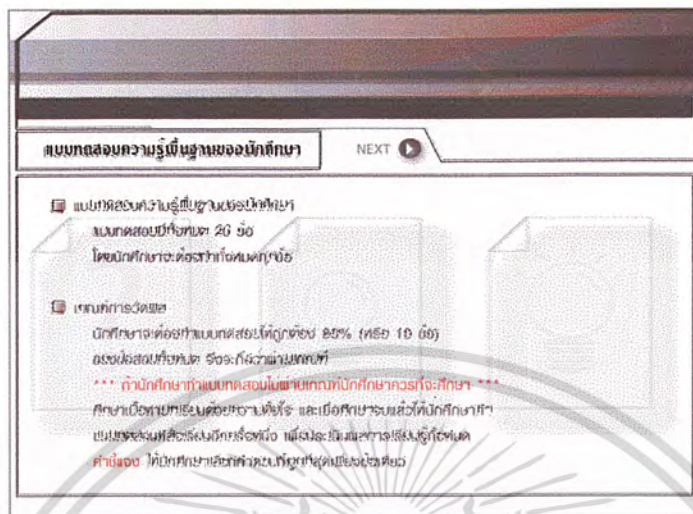 แบบทดสอบความรู้พื้นฐานของนักศึกษา
NEXT
แบบทดสอบความรู้พื้นฐานของนักศึกษา
แบบทดสอบมีทั้งหมด 20 ข้อ
โดยนักศึกษาจะต้องทำทั้งหมดทุกข้อ
เกณฑ์การวัดผล
นักศึกษาจะต้องทำแบบทดสอบให้ถูกต้อง (หรือ ข้อ)
ของข้อสอบทั้งหมด จึงจะถือว่าผ่านเกณฑ์
*** ถ้านักศึกษาทำแบบทดสอบไม่ผ่านเกณฑ์นักศึกษาควรที่จะศึกษา ***
ศึกษาเนื้อหาบทเรียนด้วยความตั้งใจ และเมื่อศึกษาจบแล้วให้นักศึกษาทำ
แบบทดสอบหลังเรียนอีกครั้งหนึ่ง เพื่อประเมินผลการเรียนรู้ทั้งหมด
คำชี้แจง ให้นักศึกษาเลือกคำตอบที่ถูกที่สุดเพียงข้อเดียว